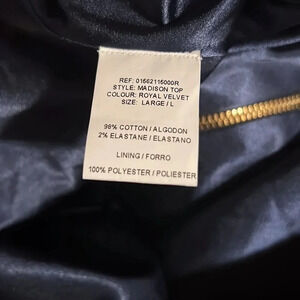 REF: 01562115000R
STYLE: MADISON TOP
COLOUR: ROYAL VELVET
SIZE: LARGE / L
98% COTTON / ALGODON
2% ELASTANE / ELASTANO
LINING / FORRO
100% POLYESTER / POLIESTER